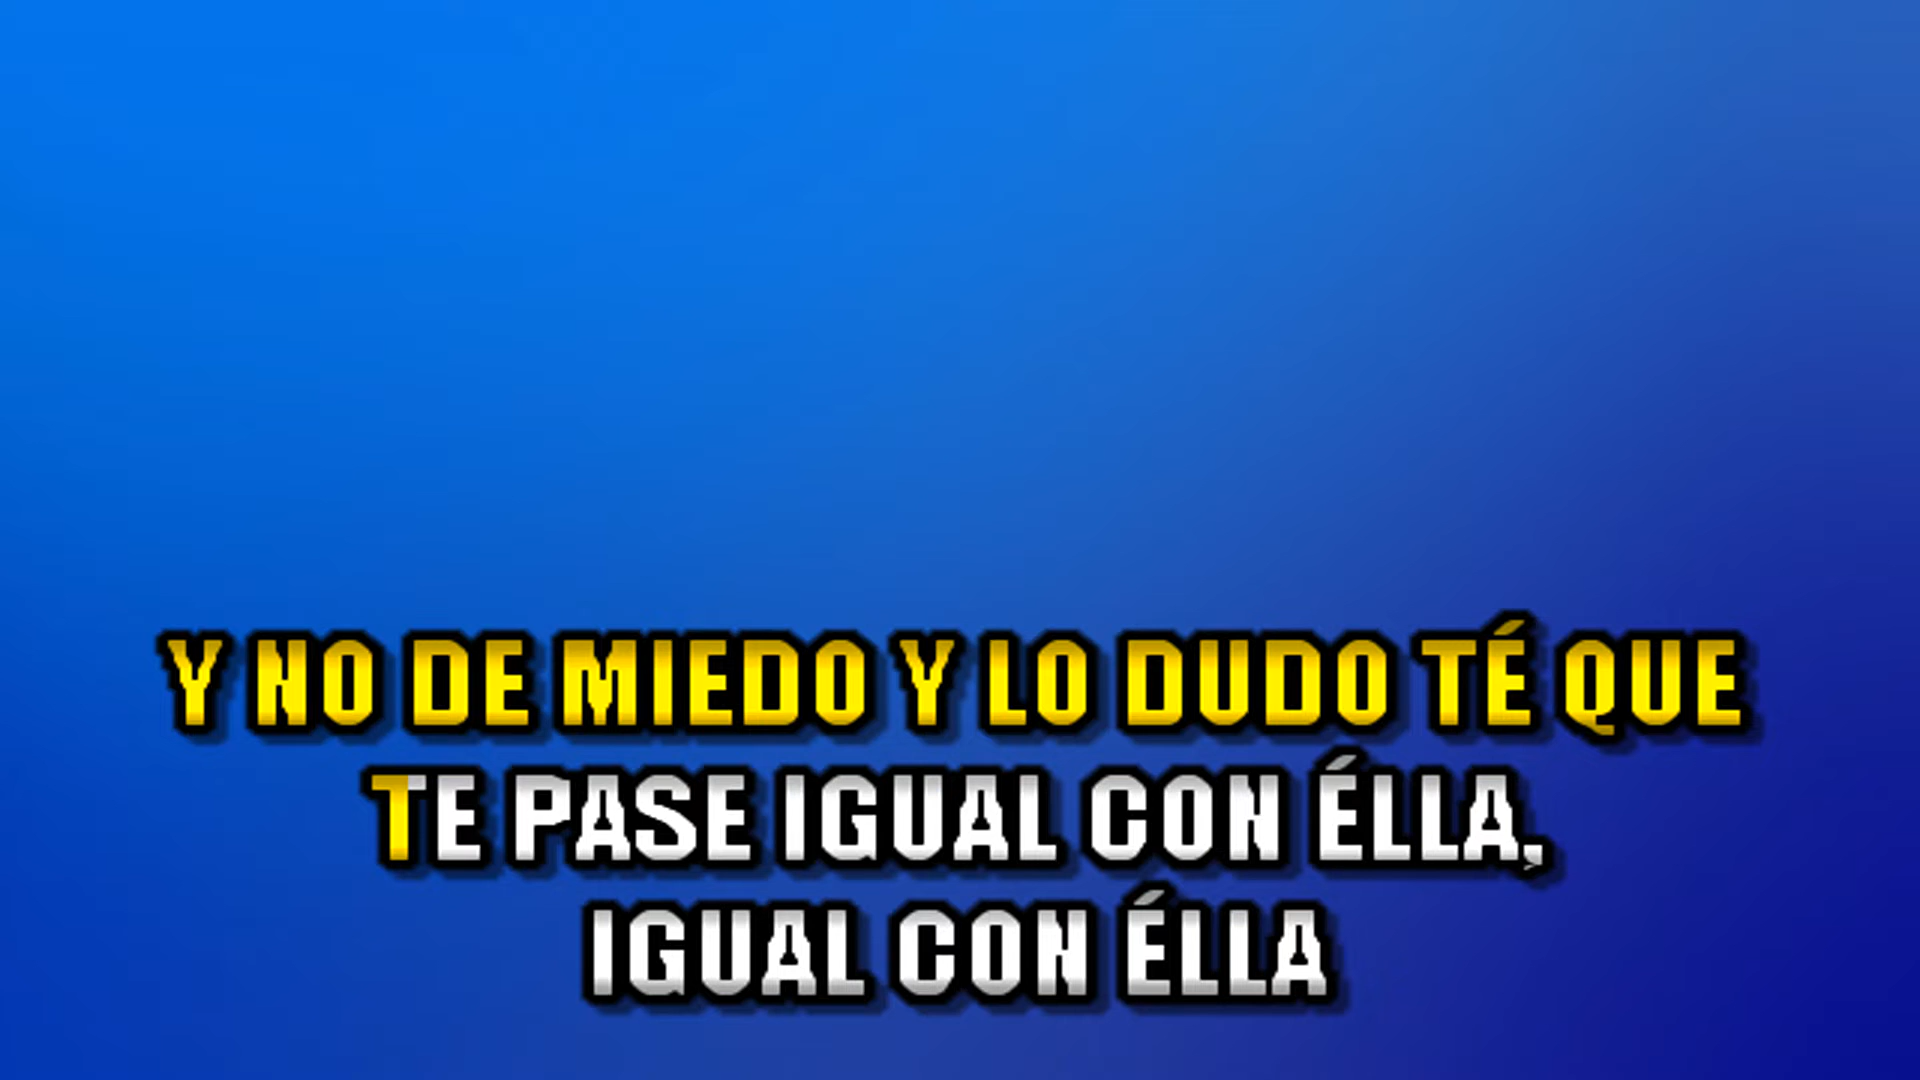 Y NO DE MIEDO Y LO DUDO TÉ QUE
TE PASE IGUAL CON ÉLLA,
IGUAL CON ÉLLA